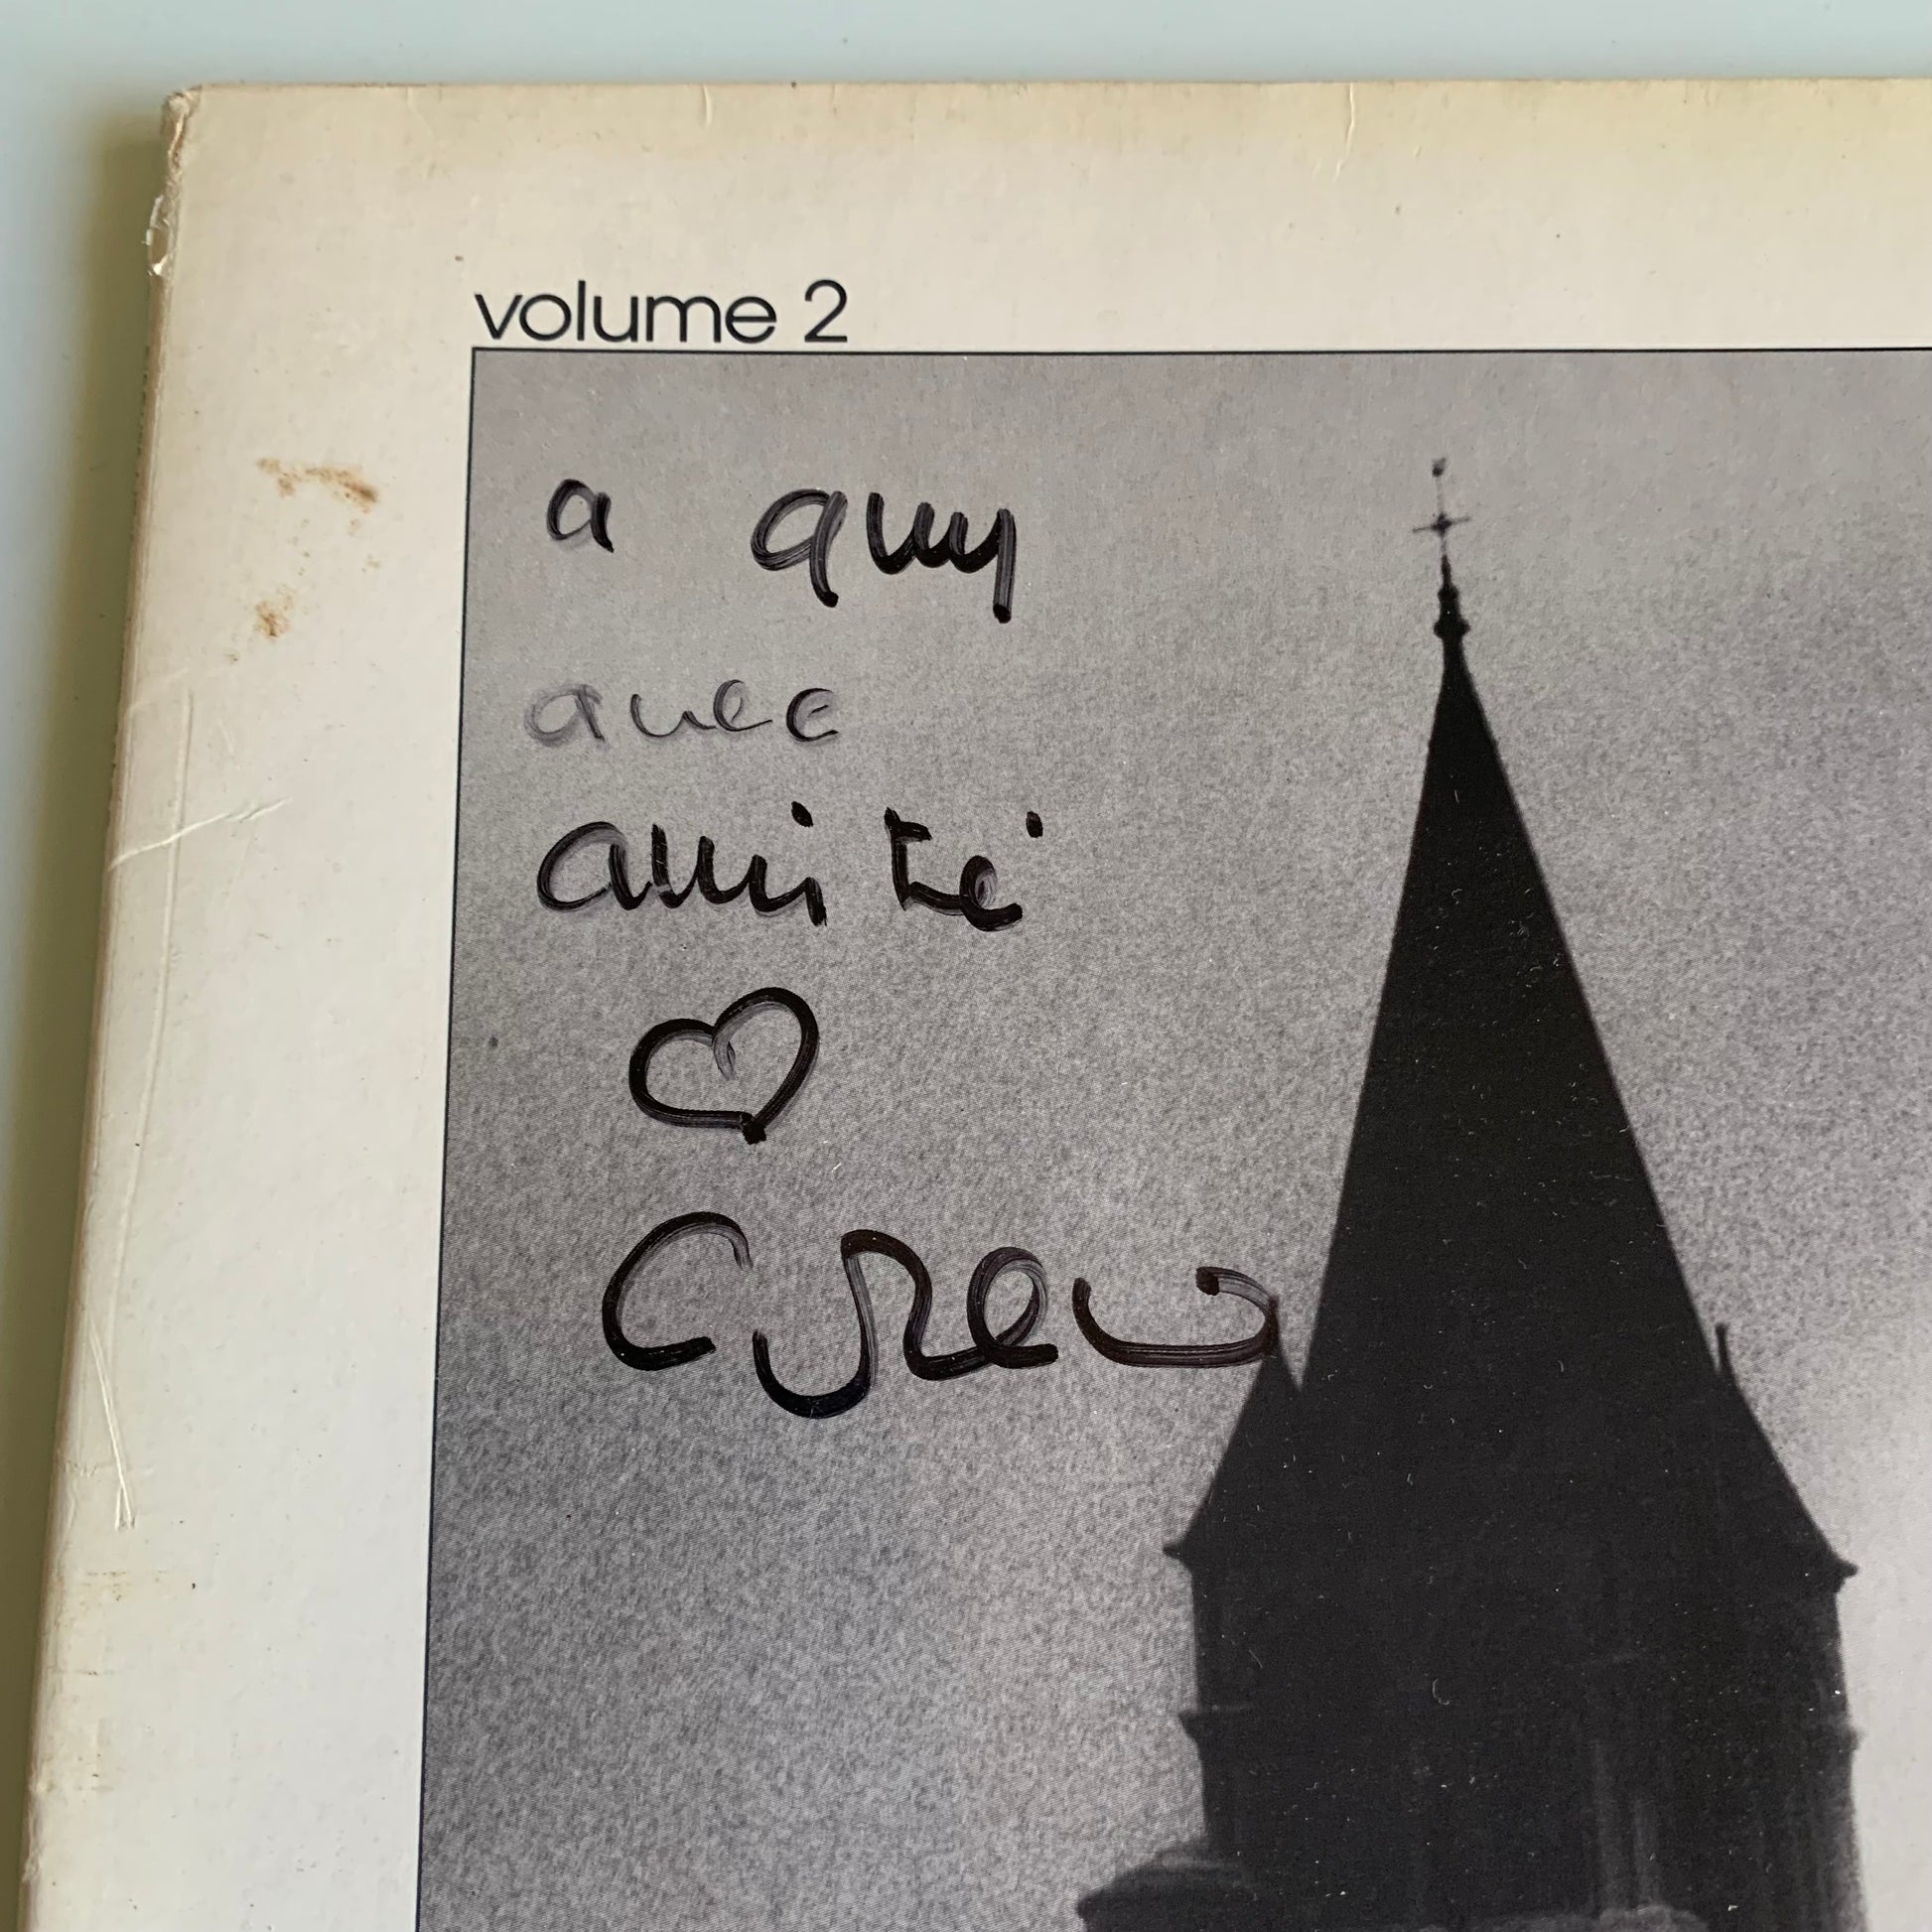 volume 2
a guy
avec
amitié